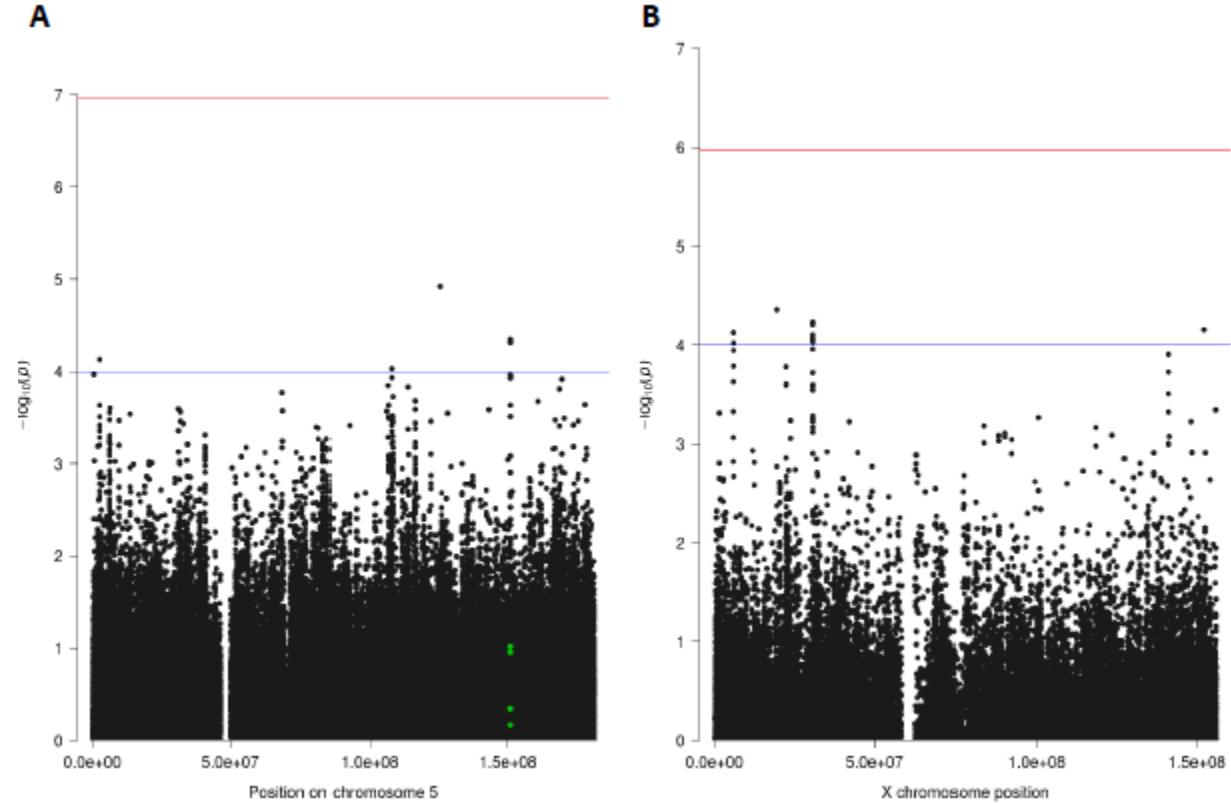 A
7
6
5
4
3
2
1
0
-log₁₀(p)
0.0e+00
5.0e+07
1.0e+08
1.5e+08
Position on chromosome 5
B
7
6
5
4
3
2
1
0
-log₁₀(p)
0.0e+00
5.0e+07
1.0e+08
1.5e+08
X chromosome position